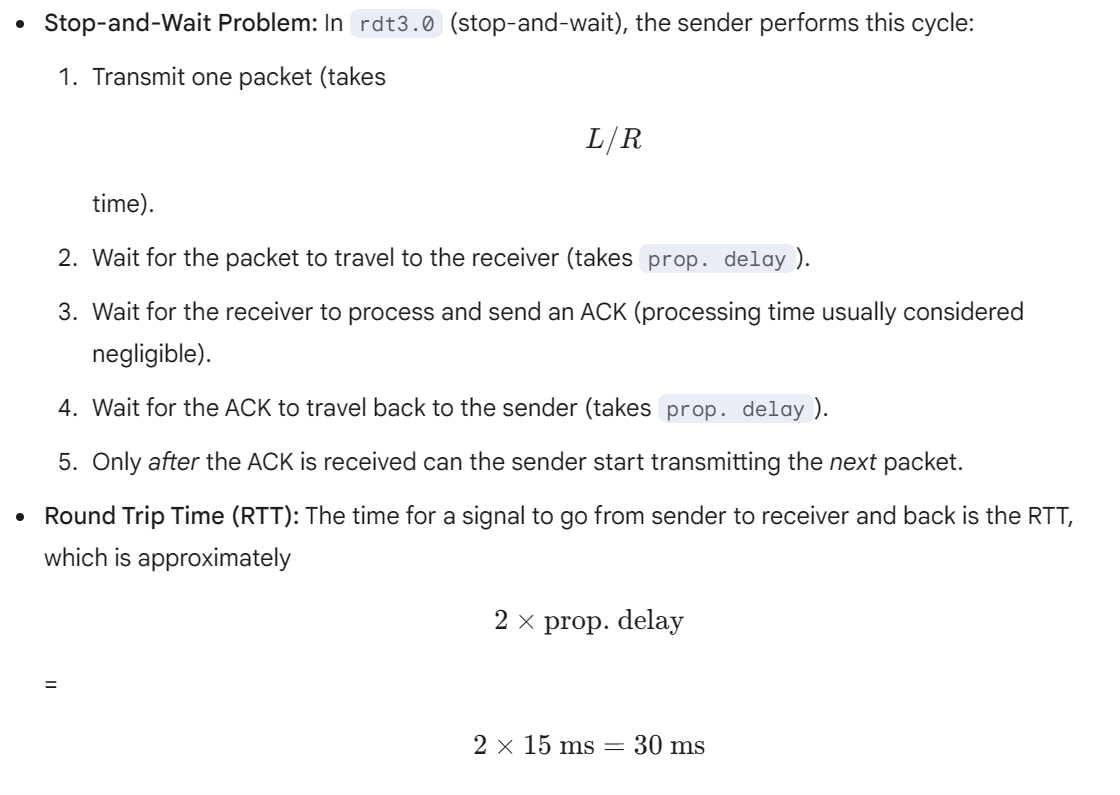 • Stop-and-Wait Problem: In rdt3.0 (stop-and-wait), the sender performs this cycle:
1. Transmit one packet (takes
L/R
time).
2. Wait for the packet to travel to the receiver (takes prop. delay ).
3. Wait for the receiver to process and send an ACK (processing time usually considered
negligible).
4. Wait for the ACK to travel back to the sender (takes prop. delay ).
5. Only after the ACK is received can the sender start transmitting the next packet.
• Round Trip Time (RTT): The time for a signal to go from sender to receiver and back is the RTT,
which is approximately
2 × prop. delay
=
2 × 15 ms = 30 ms